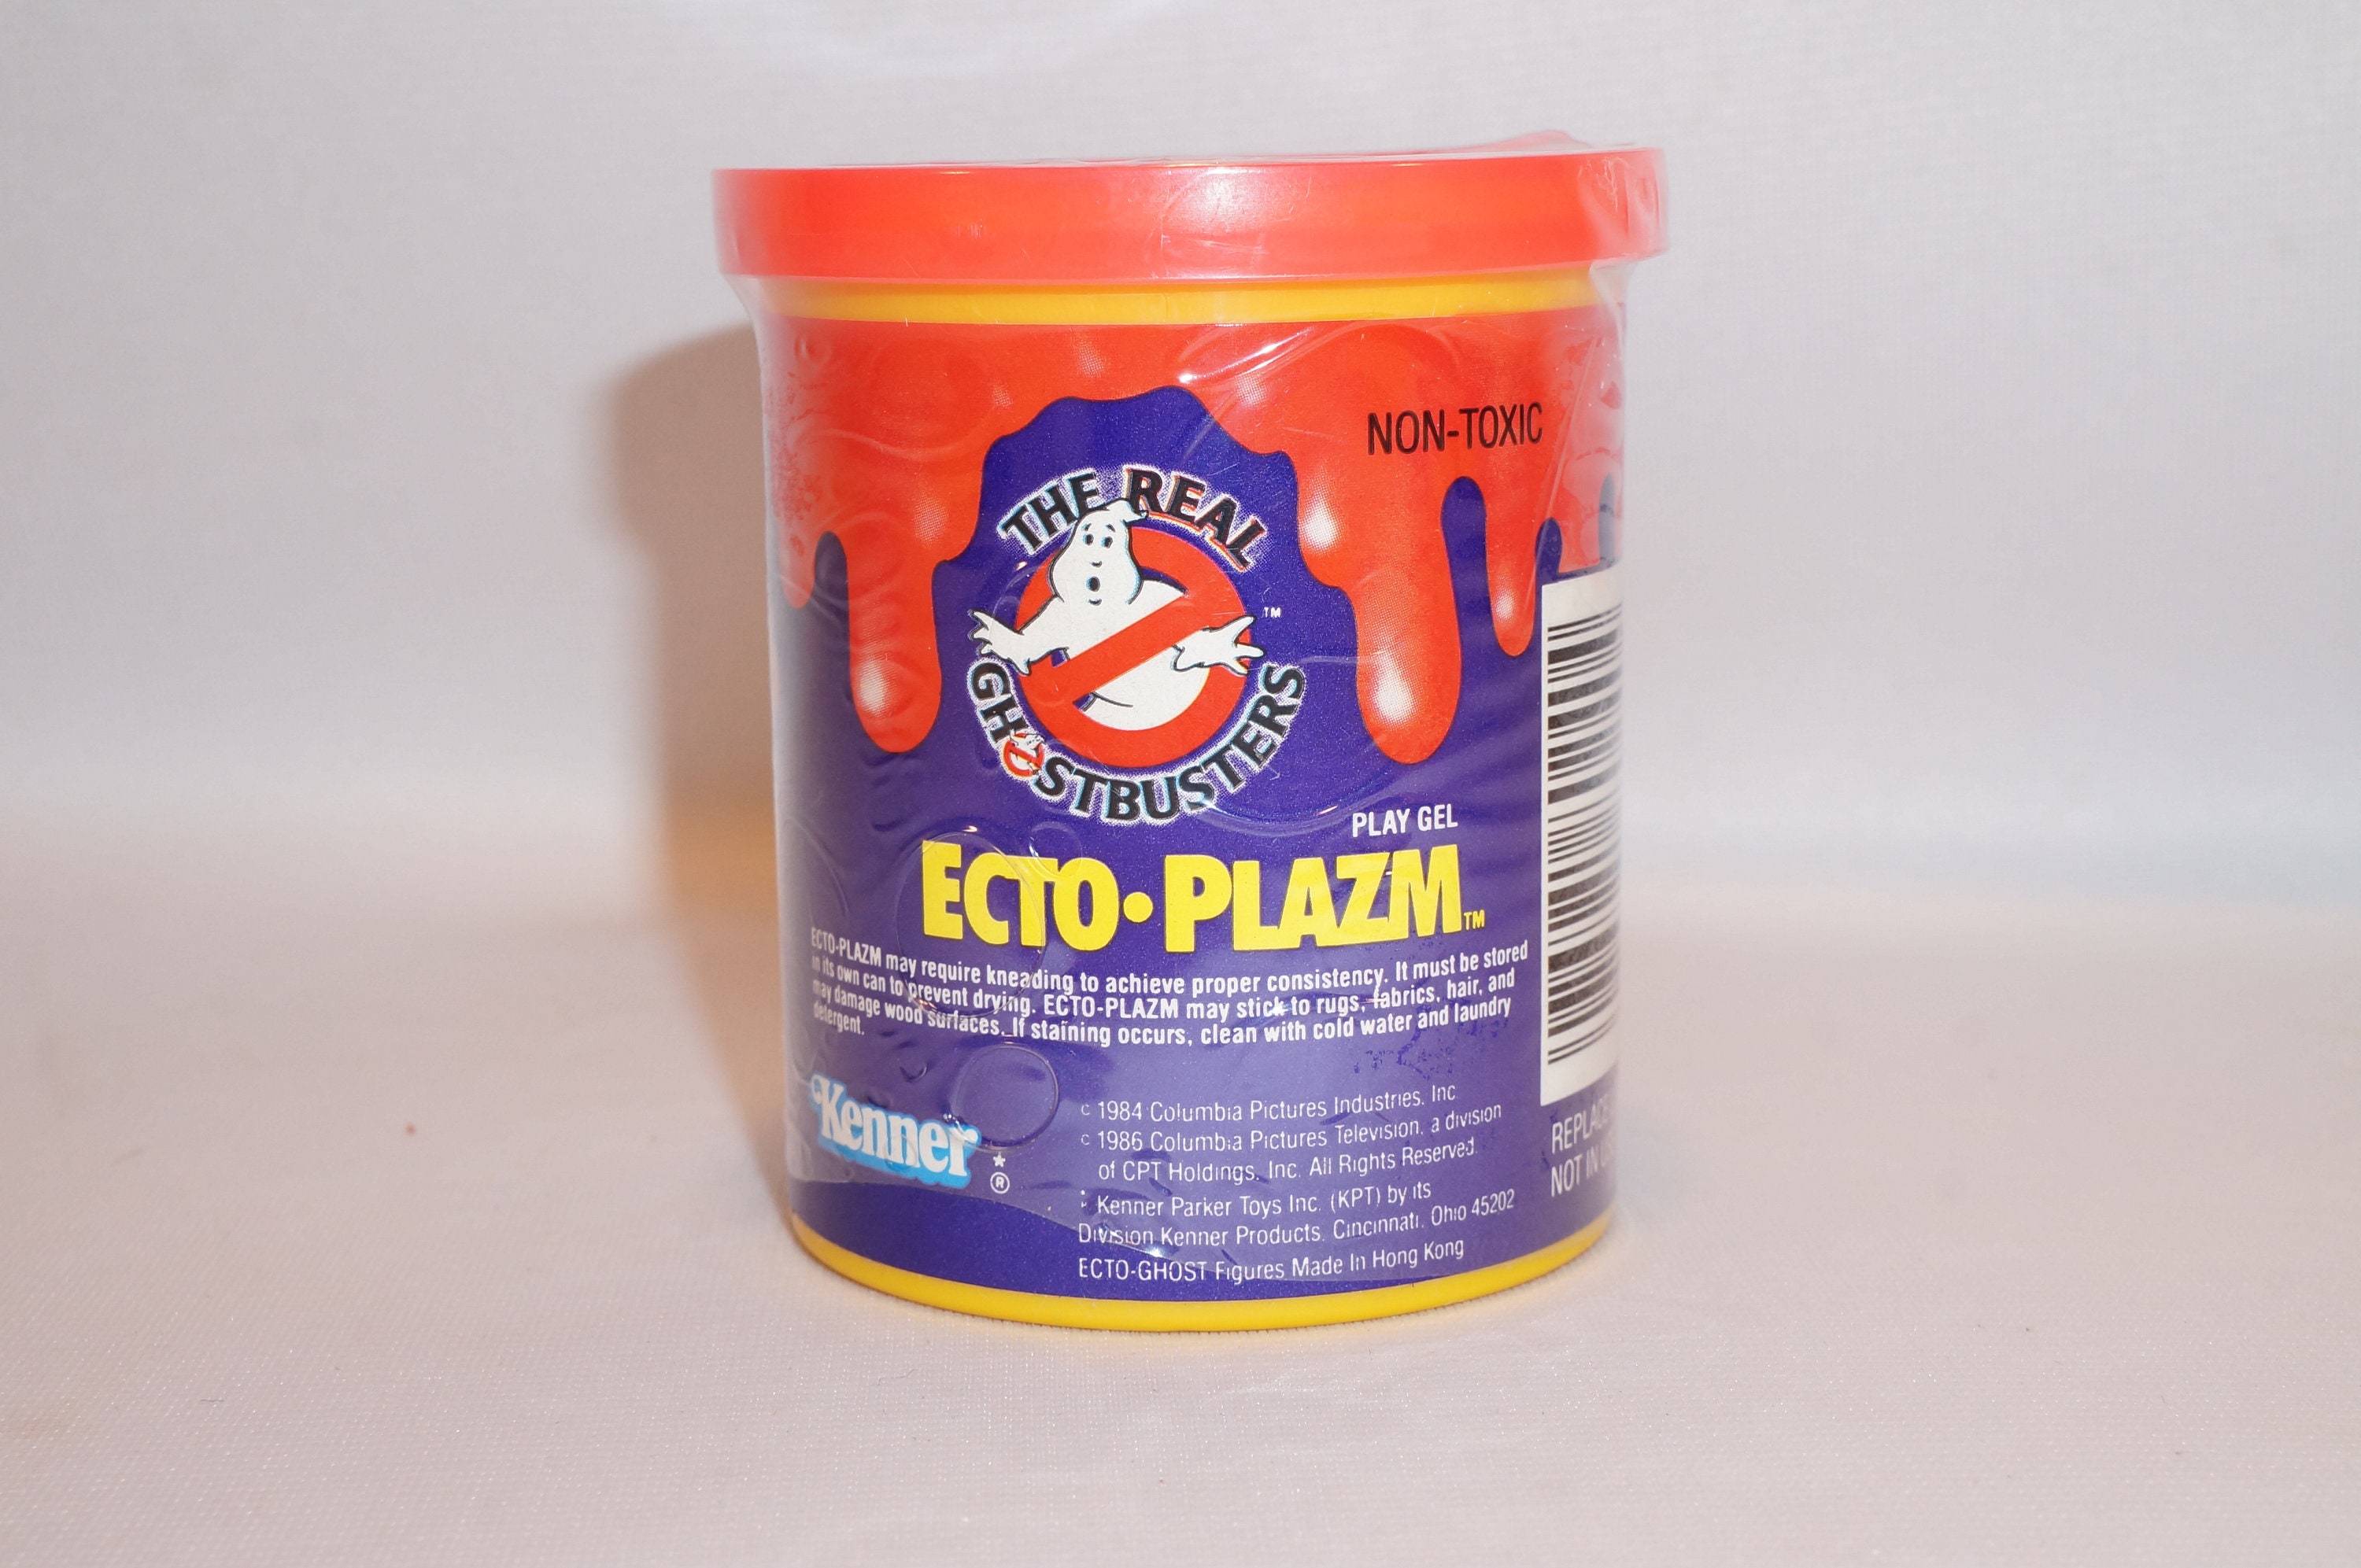 NON-TOXIC
THE REAL
GHOSTBUSTERS
TM
PLAY GEL
ECTO•PLAZM TM
ECTO-PLAZM may require kneading to achieve proper consistency. It must be stored
in its own can to prevent drying. ECTO-PLAZM may stick to rugs, fabrics, hair, and
may damage wood surfaces. If staining occurs, clean with cold water and laundry
detergent.
Kenner
®
c 1984 Columbia Pictures Industries, Inc.
c 1986 Columbia Pictures Television, a division
of CPT Holdings, Inc. All Rights Reserved.
* Kenner Parker Toys Inc. (KPT) by its
Division Kenner Products, Cincinnati, Ohio 45202
ECTO-GHOST Figures Made In Hong Kong
NOT IN